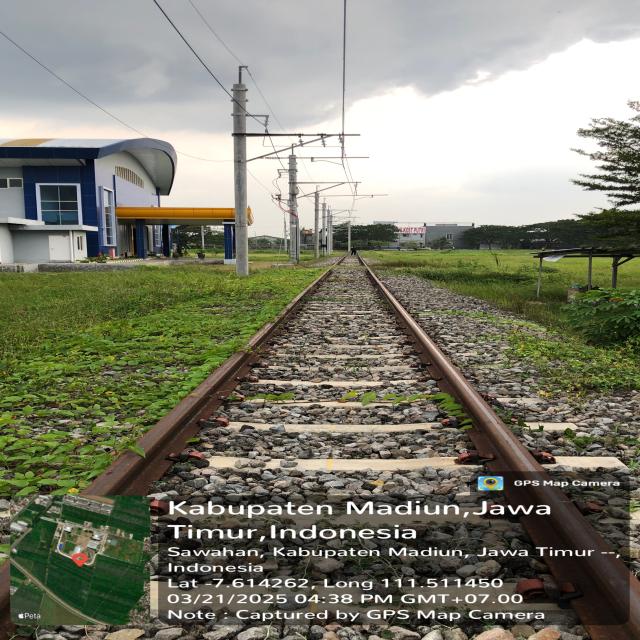 GPS Map Camera
Kabupaten Madiun,Jawa
Timur,Indonesia
Sawahan, Kabupaten Madiun, Jawa Timur --,
Indonesia
Lat -7.614262, Long 111.511450
03/21/2025 04:38 PM GMT+07.00
Note : Captured by GPS Map Camera
Peta